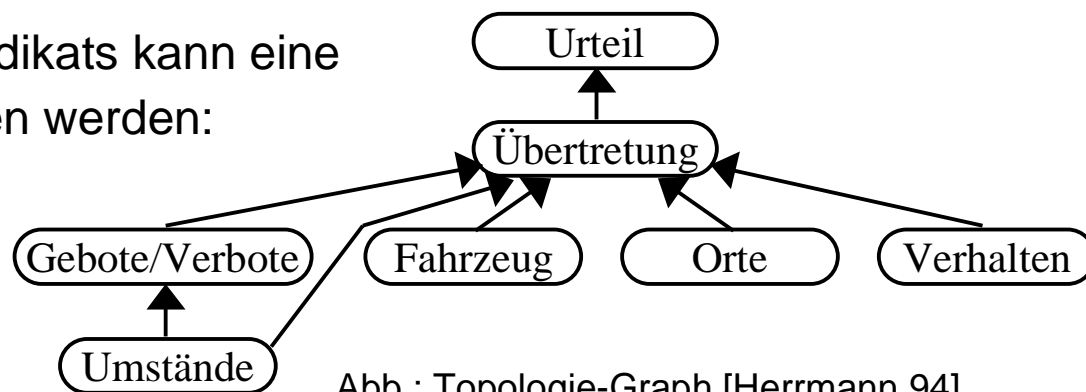 dikats kann eine
en werden:
Urteil
Übertretung
Gebote/Verbote
Fahrzeug
Orte
Verhalten
Umstände
Abb.: Topologie-Graph [Herrmann 94]